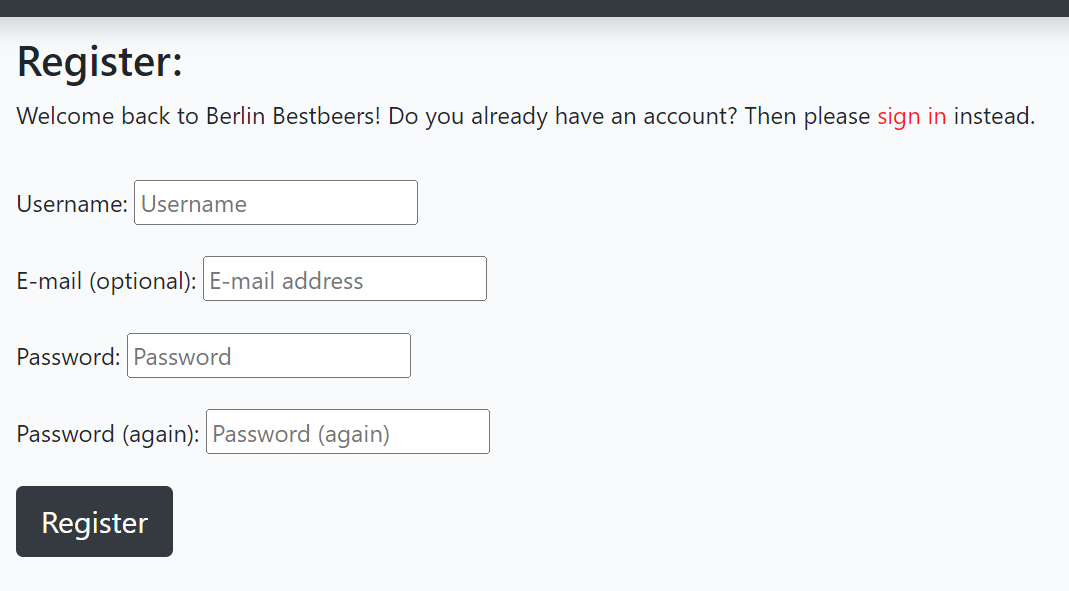 Register:
Welcome back to Berlin Bestbeers! Do you already have an account? Then please sign in instead.
Username: Username
E-mail (optional): E-mail address
Password: Password
Password (again): Password (again)
Register